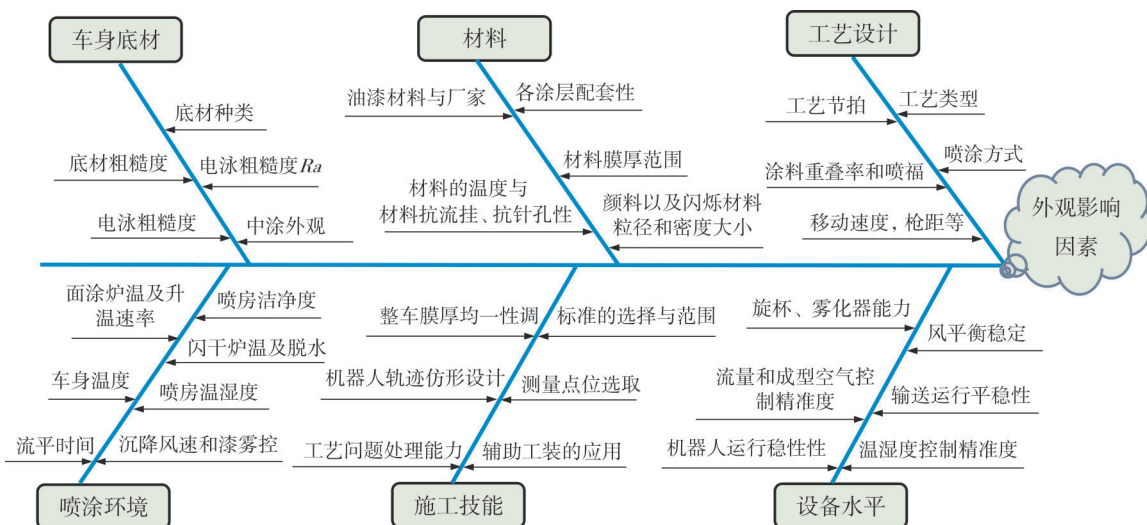 车身底材
材料
工艺设计
底材种类
底材粗糙度
电泳粗糙度Ra
电泳粗糙度
中涂外观
油漆材料与厂家
各涂层配套性
材料膜厚范围
材料的温度与
材料抗流挂、抗针孔性
颜料以及闪烁材料
粒径和密度大小
工艺节拍
工艺类型
喷涂方式
涂料重叠率和喷福
移动速度，枪距等
外观影响
因素
面涂炉温及升
温速率
喷房洁净度
闪干炉温及脱水
车身温度
喷房温湿度
流平时间
沉降风速和漆雾控
整车膜厚均一性调
标准的选择与范围
机器人轨迹仿形设计
测量点位选取
工艺问题处理能力
辅助工装的应用
旋杯、雾化器能力
风平衡稳定
流量和成型空气控
制精准度
输送运行平稳性
机器人运行稳性性
温湿度控制精准度
喷涂环境
施工技能
设备水平